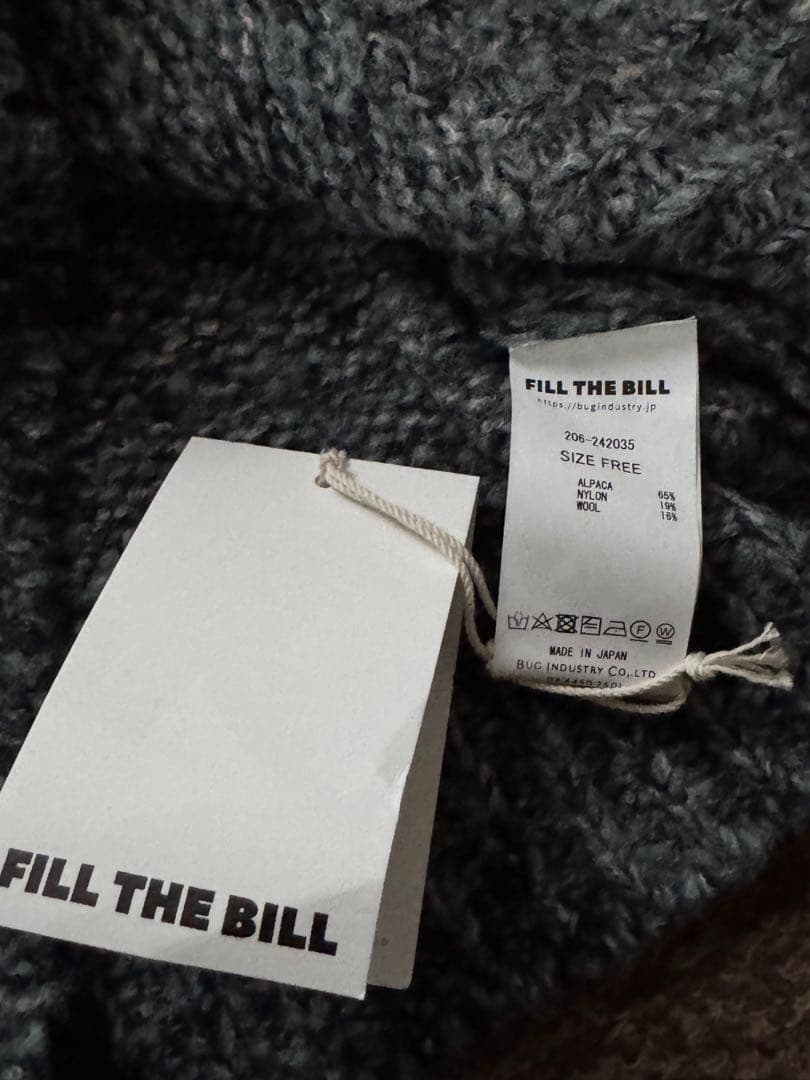 FILL THE BILL
https://bugindustry.jp
206-242035
SIZE FREE
ALPACA 65%
NYLON 19%
WOOL 16%
F W
MADE IN JAPAN
BUG INDUSTRY CO,.LTD
FILL THE BILL